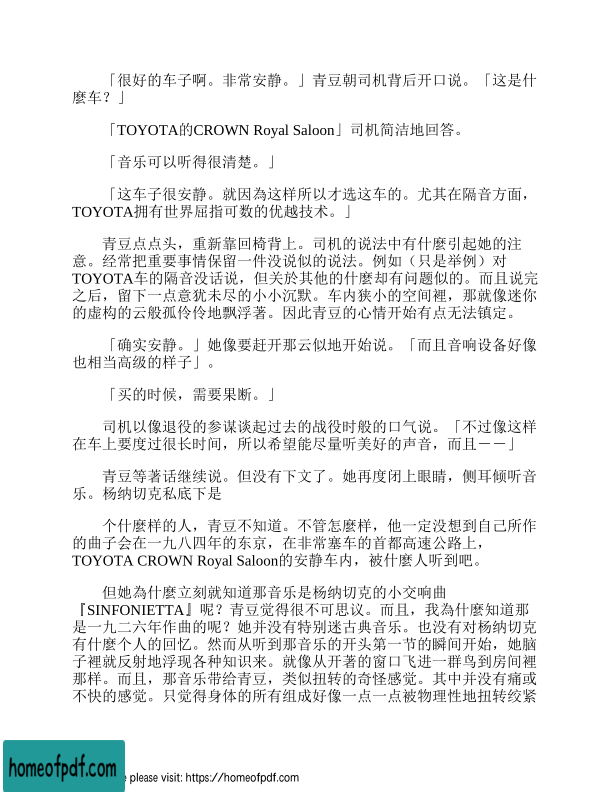 「很好的车子啊。非常安静。」青豆朝司机背后开口说。「这是什
麼车？」
「TOYOTA的CROWN Royal Saloon」司机简洁地回答。
「音乐可以听得很清楚。」
「这车子很安静。就因為这样所以才选这车的。尤其在隔音方面，
TOYOTA拥有世界屈指可数的优越技术。」
青豆点点头，重新靠回椅背上。司机的说法中有什麼引起她的注
意。经常把重要事情保留一件没说似的说法。例如（只是举例）对
TOYOTA车的隔音没话说，但关於其他的什麼却有问题似的。而且说完
之后，留下一点意犹未尽的小小沉默。车内狭小的空间裡，那就像迷你
的虚构的云般孤伶伶地飘浮著。因此青豆的心情开始有点无法镇定。
「确实安静。」她像要赶开那云似地开始说。「而且音响设备好像
也相当高级的样子」。
「买的时候，需要果断。」
司机以像退役的参谋谈起过去的战役时般的口气说。「不过像这样
在车上要度过很长时间，所以希望能尽量听美好的声音，而且－－」
青豆等著话继续说。但没有下文了。她再度闭上眼睛，侧耳倾听音
乐。杨纳切克私底下是
个什麼样的人，青豆不知道。不管怎麼样，他一定没想到自己所作
的曲子会在一九八四年的东京，在非常塞车的首都高速公路上，
TOYOTA CROWN Royal Saloon的安静车内，被什麼人听到吧。
但她為什麼立刻就知道那音乐是杨纳切克的小交响曲
『SINFONIETTA』呢？青豆觉得很不可思议。而且，我為什麼知道那
是一九二六年作曲的呢？她并没有特别迷古典音乐。也没有对杨纳切克
有什麼个人的回忆。然而从听到那音乐的开头第一节的瞬间开始，她脑
子裡就反射地浮现各种知识来。就像从开著的窗口飞进一群鸟到房间裡
那样。而且，那音乐带给青豆，类似扭转的奇怪感觉。其中并没有痛或
不快的感觉。只觉得身体的所有组成好像一点一点被物理性地扭转绞紧
homeofpdf.com
e please visit: https://homeofpdf.com